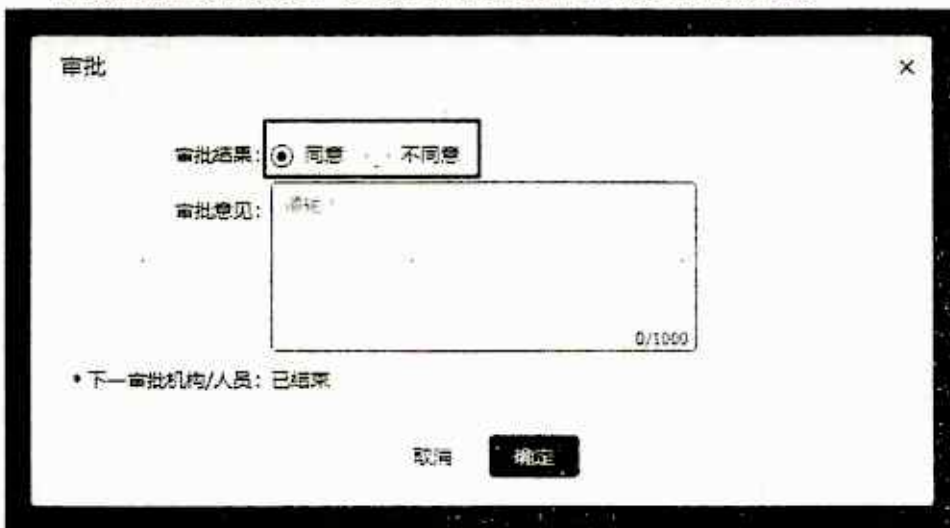 审批
审批结果: 同意 不同意
审批意见:
0/1000
*下一审批机构/人员: 已结束
取消 确定